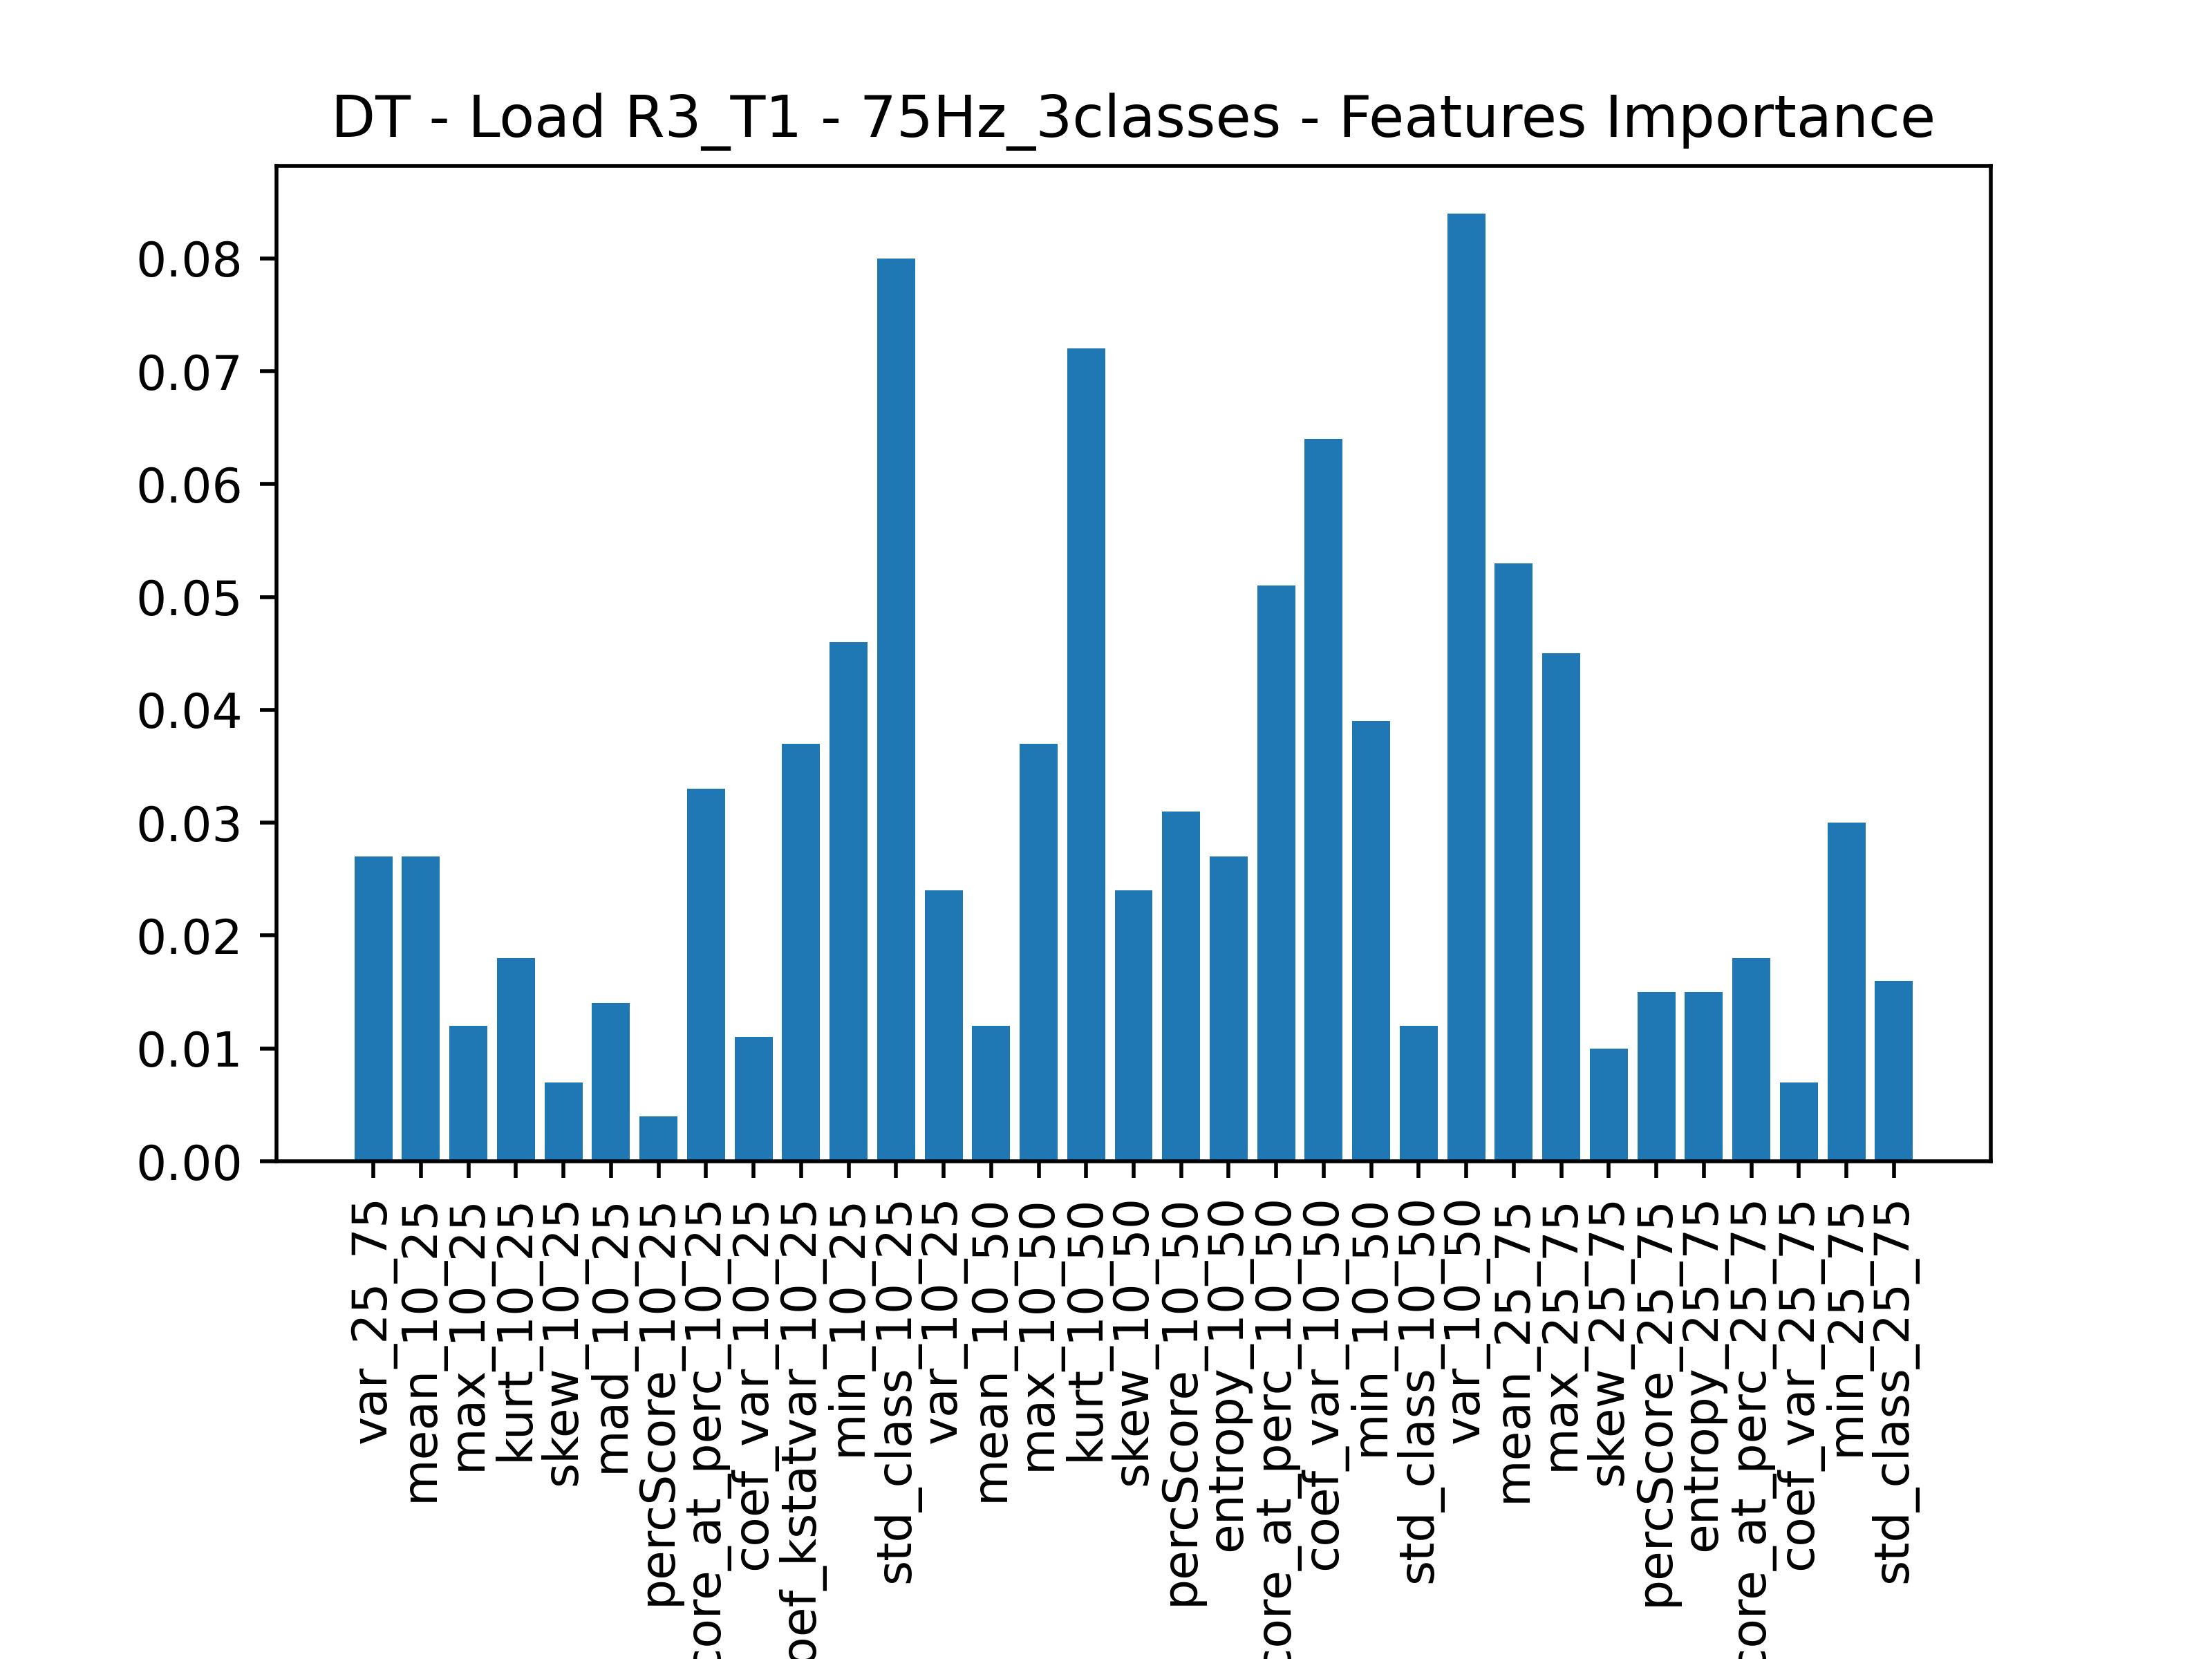 DT - Load R3_T1 - 75Hz_3classes - Features Importance
0.08
0.07
0.06
0.05
0.04
0.03
0.02
0.01
0.00
var_25_75
mean_10_25
max_10_25
kurt_10_25
skew_10_25
mad_10_25
percScore_10_25
core_at_perc_10_25
coef_var_10_25
oef_kstatvar_10_25
min_10_25
std_class_10_25
var_10_25
mean_10_50
max_10_50
kurt_10_50
skew_10_50
percScore_10_50
entropy_10_50
core_at_perc_10_50
coef_var_10_50
min_10_50
std_class_10_50
var_10_50
mean_25_75
max_25_75
skew_25_75
percScore_25_75
entropy_25_75
core_at_perc_25_75
coef_var_25_75
min_25_75
std_class_25_75